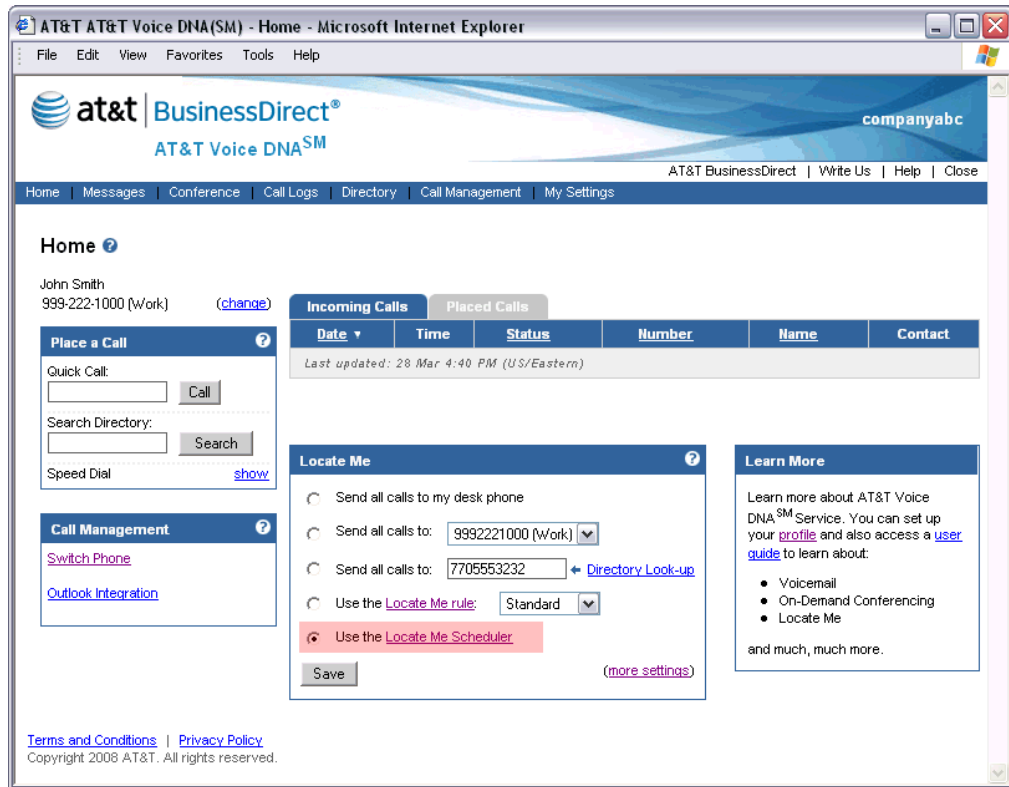 AT&T AT&T Voice DNA(SM) - Home - Microsoft Internet Explorer
File Edit View Favorites Tools Help
at&t | BusinessDirect®
AT&T Voice DNA℠
companyabc
AT&T BusinessDirect | Write Us | Help | Close
Home | Messages | Conference | Call Logs | Directory | Call Management | My Settings
Home ?
John Smith
999-222-1000 (Work) (change)
Place a Call ?
Quick Call:
Call
Search Directory:
Search
Speed Dial show
Call Management ?
Switch Phone
Outlook Integration
Incoming Calls Placed Calls
Date Time Status Number Name Contact
Last updated: 28 Mar 4:40 PM (US/Eastern)
Locate Me ?
Send all calls to my desk phone
Send all calls to: 9992221000 (Work)
Send all calls to: 7705553232 Directory Look-up
Use the Locate Me rule: Standard
Use the Locate Me Scheduler
Save (more settings)
Learn More
Learn more about AT&T Voice
DNA℠ Service. You can set up
your profile and also access a user
guide to learn about:
• Voicemail
• On-Demand Conferencing
• Locate Me
and much, much more.
Terms and Conditions | Privacy Policy
Copyright 2008 AT&T. All rights reserved.